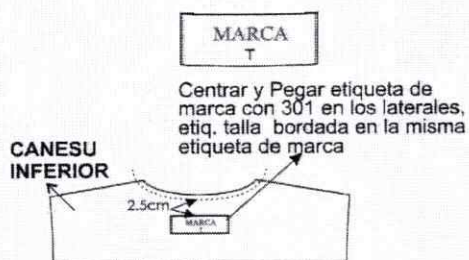 MARCA
T
Centrar y Pegar etiqueta de
marca con 301 en los laterales,
etiq. talla bordada en la misma
etiqueta de marca
CANESU
INFERIOR
2.5cm
MARCA
T